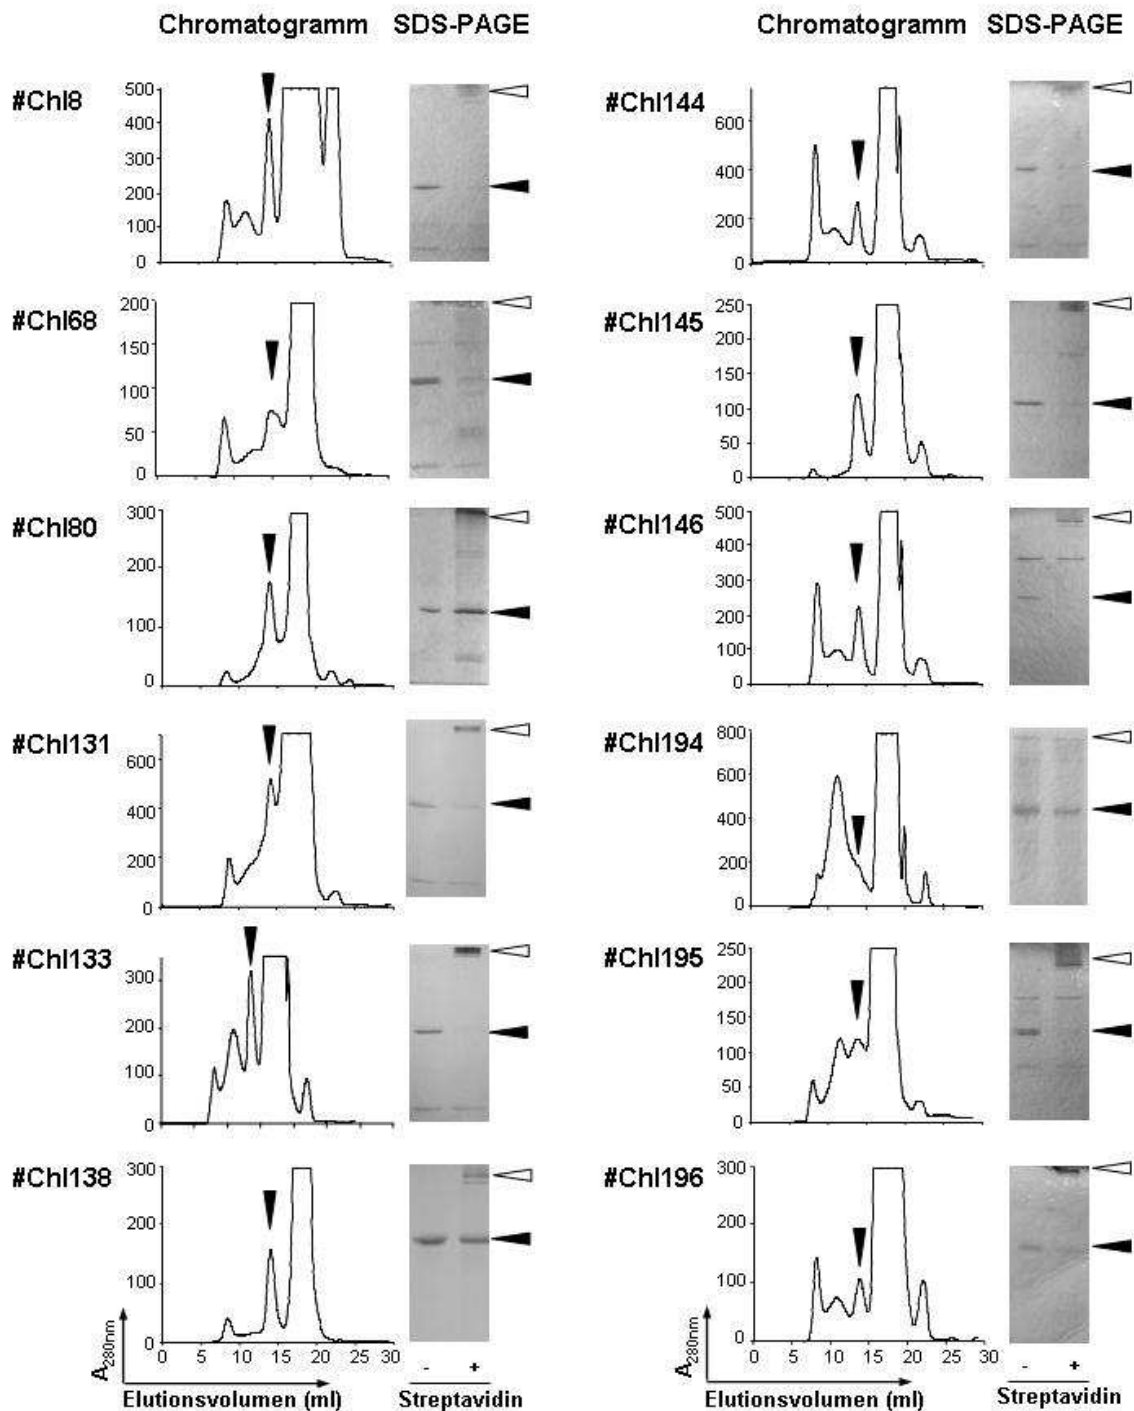 Chromatogramm SDS-PAGE
Chromatogramm SDS-PAGE
#Chl8
500
400
300
200
100
0
#Chl68
200
150
100
50
0
#Chl80
300
200
100
0
#Chl131
600
400
200
0
#Chl133
300
200
100
0
#Chl138
300
200
100
0
0 5 10 15 20 25 30
A280nm
Elutionsvolumen (ml)
- +
Streptavidin
#Chl144
600
400
200
0
#Chl145
250
200
150
100
50
0
#Chl146
500
400
300
200
100
0
#Chl194
800
600
400
200
0
#Chl195
250
200
150
100
50
0
#Chl196
300
200
100
0
0 5 10 15 20 25 30
A280nm
Elutionsvolumen (ml)
- +
Streptavidin